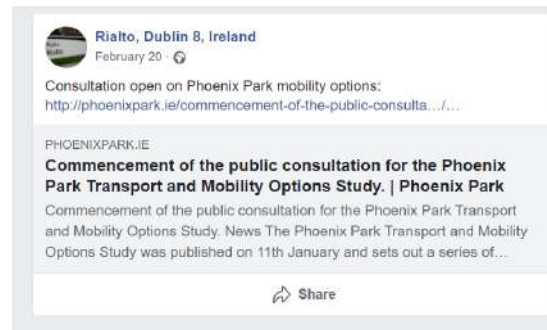 Rialto, Dublin 8, Ireland
February 20 ·
Consultation open on Phoenix Park mobility options:
http://phoenixpark.ie/commencement-of-the-public-consulta.../...
PHOENIXPARK.IE
Commencement of the public consultation for the Phoenix
Park Transport and Mobility Options Study. | Phoenix Park
Commencement of the public consultation for the Phoenix Park Transport
and Mobility Options Study. News The Phoenix Park Transport and Mobility
Options Study was published on 11th January and sets out a series of...
Share